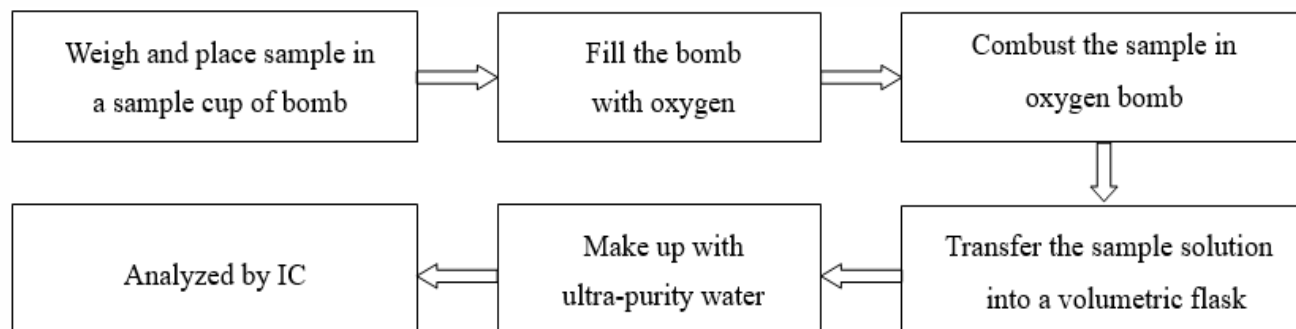 Weigh and place sample in
a sample cup of bomb
Fill the bomb
with oxygen
Combust the sample in
oxygen bomb
Transfer the sample solution
into a volumetric flask
Make up with
ultra-purity water
Analyzed by IC